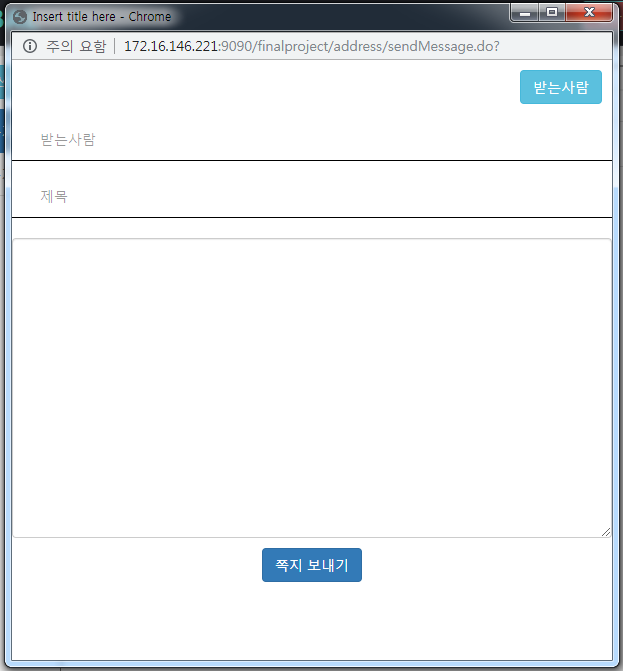 Insert title here - Chrome
주의 요함 172.16.146.221:9090/finalproject/address/sendMessage.do?
받는사람
받는사람
제목
쪽지 보내기